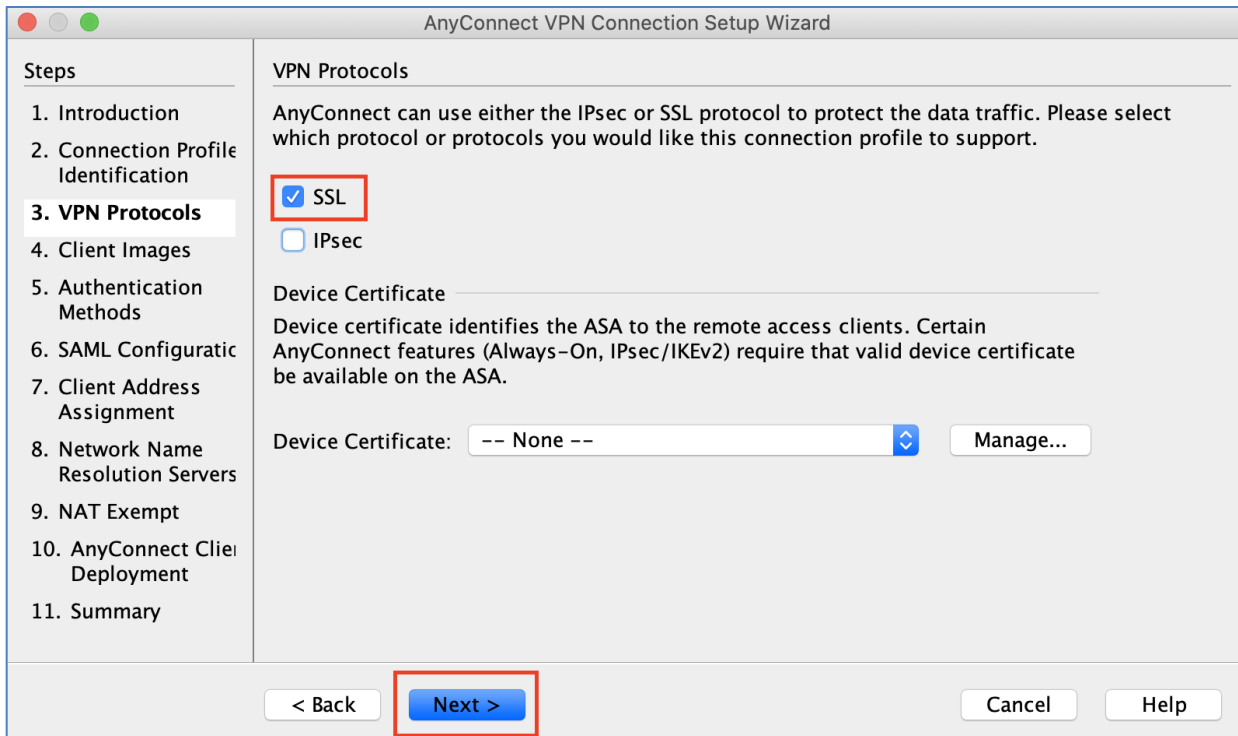 AnyConnect VPN Connection Setup Wizard
Steps
1. Introduction
2. Connection Profile
Identification
3. VPN Protocols
4. Client Images
5. Authentication
Methods
6. SAML Configuratic
7. Client Address
Assignment
8. Network Name
Resolution Servers
9. NAT Exempt
10. AnyConnect Clie
Deployment
11. Summary
VPN Protocols
AnyConnect can use either the IPsec or SSL protocol to protect the data traffic. Please select
which protocol or protocols you would like this connection profile to support.
SSL
IPsec
Device Certificate
Device certificate identifies the ASA to the remote access clients. Certain
AnyConnect features (Always-On, IPsec/IKEv2) require that valid device certificate
be available on the ASA.
Device Certificate: -- None -- Manage...
< Back Next > Cancel Help